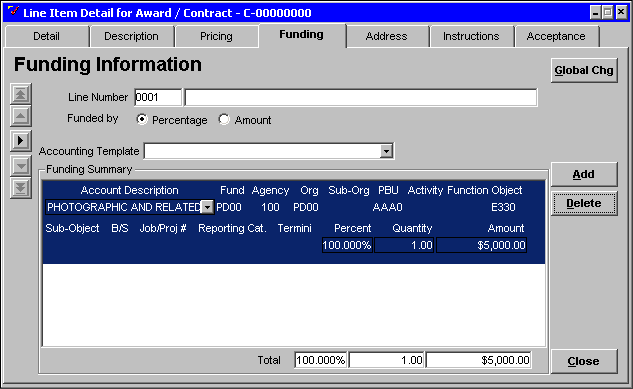 Line Item Detail for Award / Contract - C-00000000
Detail Description Pricing Funding Address Instructions Acceptance
Funding Information
Global Chg
Line Number 0001
Funded by Percentage Amount
Accounting Template
Funding Summary
Add
Account Description Fund Agency Org Sub-Org PBU Activity Function Object
PHOTOGRAPHIC AND RELATED PD00 100 PD00 AAA0 E330
Delete
Sub-Object B/S Job/Proj # Reporting Cat. Termini Percent Quantity Amount
100.000% 1.00 $5,000.00
Total 100.000% 1.00 $5,000.00
Close